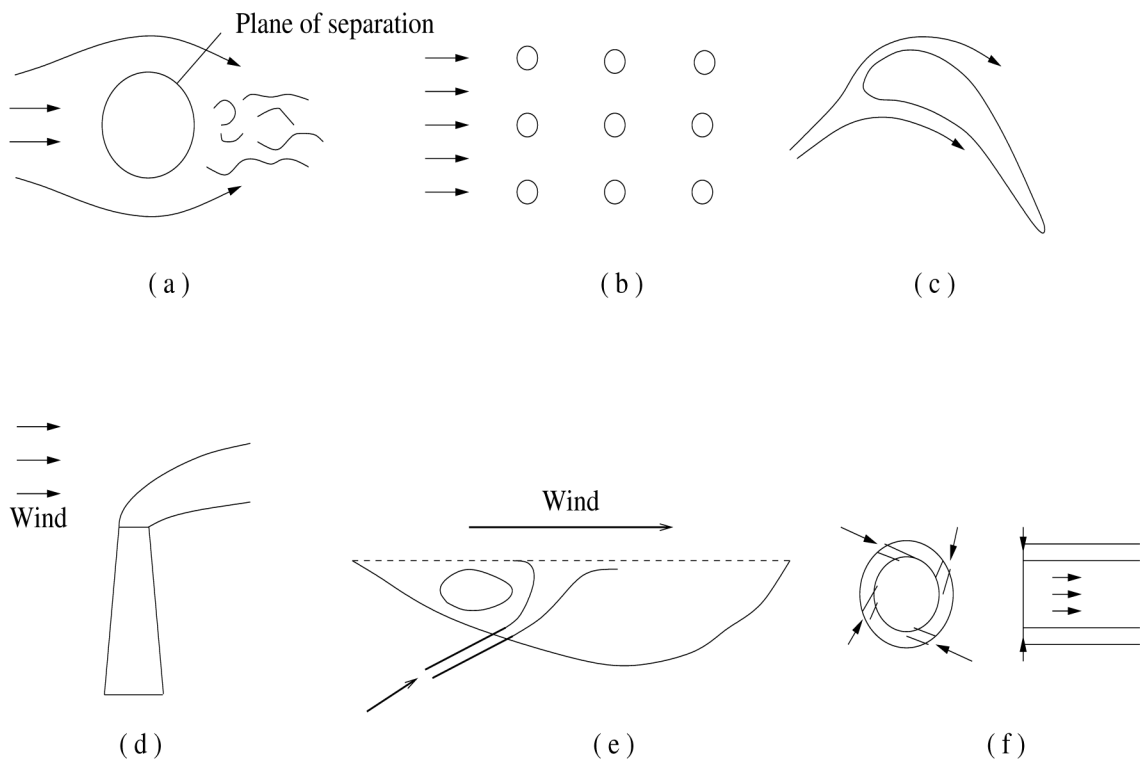 Plane of separation
( a )
( b )
( c )
Wind
Wind
( d )
( e )
( f )